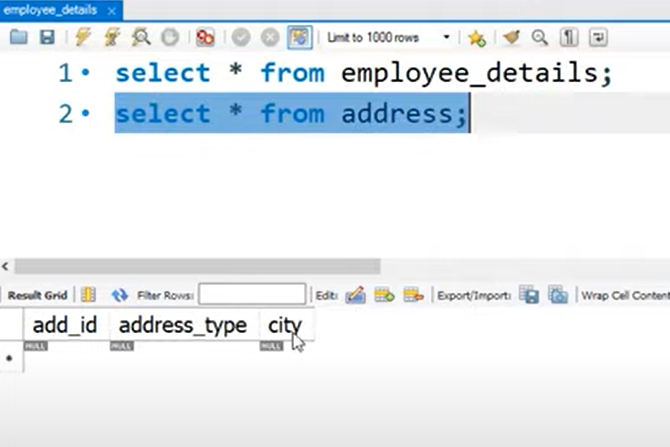 employee_details ×
Limit to 1000 rows
1 • select * from employee_details;
2 • select * from address;
Result Grid Filter Rows: Edit: Export/Import: Wrap Cell Content
add_id address_type city
NULL NULL NULL